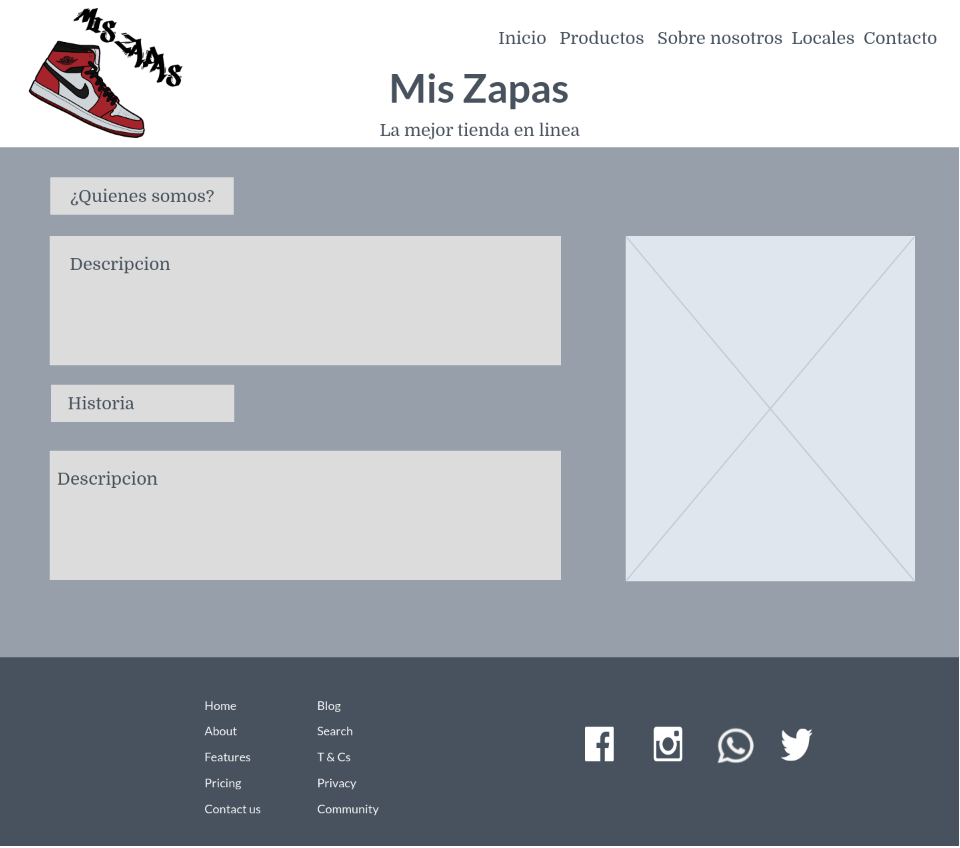 MIS ZAPAS
Inicio Productos Sobre nosotros Locales Contacto
Mis Zapas
La mejor tienda en linea
¿Quienes somos?
Descripcion
Historia
Descripcion
Home
About
Features
Pricing
Contact us
Blog
Search
T & Cs
Privacy
Community